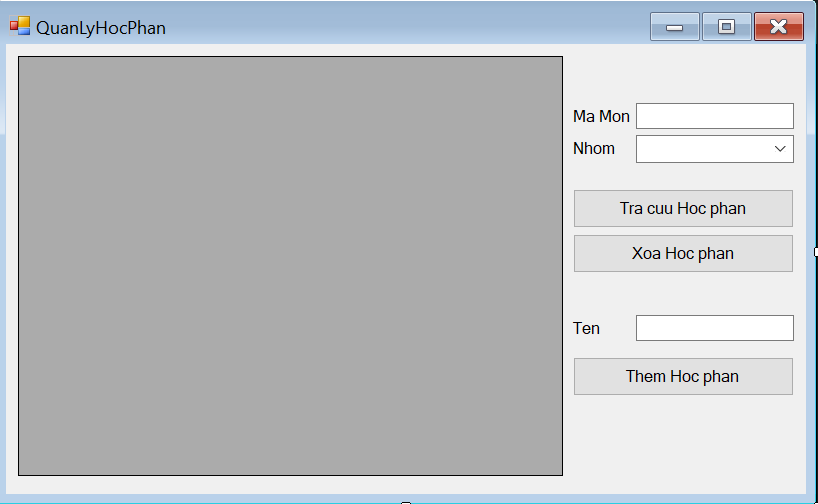 QuanLyHocPhan
Ma Mon
Nhom
Tra cuu Hoc phan
Xoa Hoc phan
Ten
Them Hoc phan